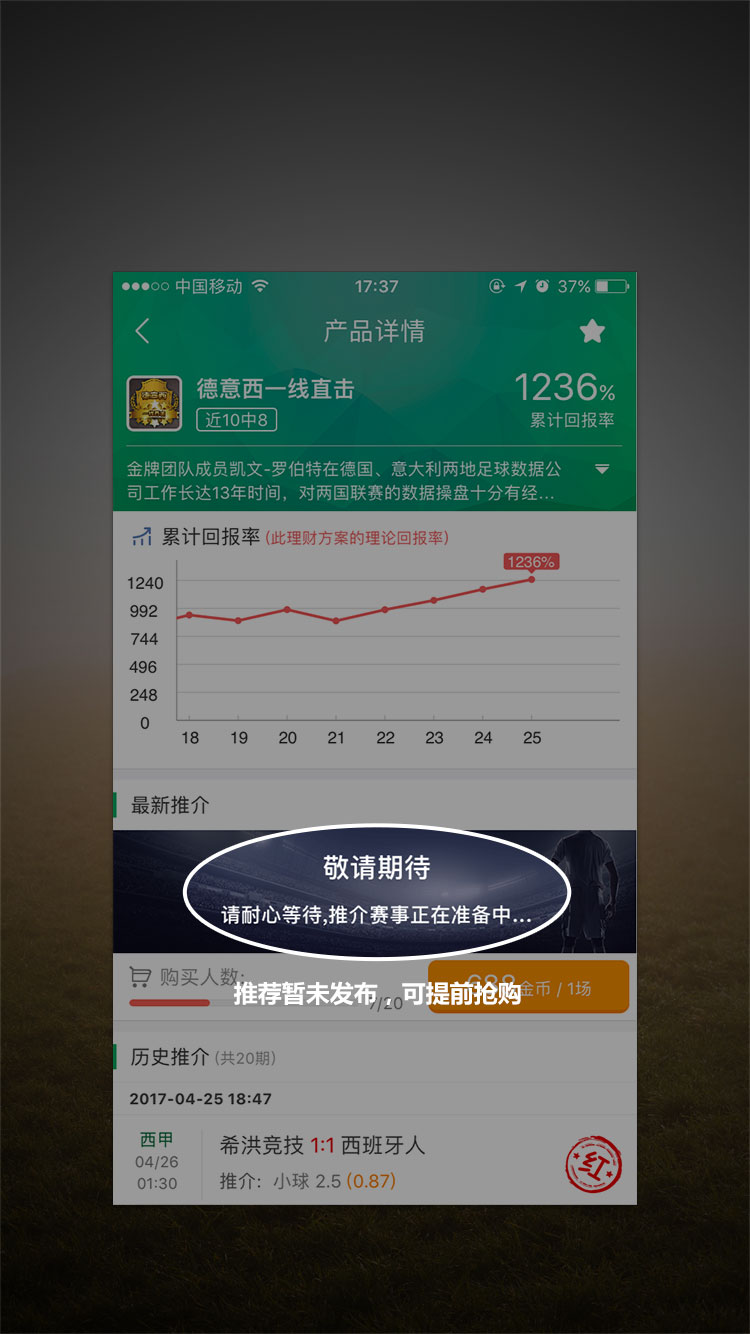 中国移动
17:37
37%
产品详情
德意西一线直击
近10中8
1236%
累计回报率
金牌团队成员凯文-罗伯特在德国、意大利两地足球数据公
司工作长达13年时间，对两国联赛的数据操盘十分有经...
累计回报率 (此理财方案的理论回报率)
1236%
1240
992
744
496
248
0
18 19 20 21 22 23 24 25
最新推介
敬请期待
请耐心等待,推介赛事正在准备中...
购买人数:
688金币 / 1场
7/20
推荐暂未发布，可提前抢购
历史推介 (共20期)
2017-04-25 18:47
西甲
04/26
01:30
希洪竞技 1:1 西班牙人
推介：小球 2.5 (0.87)
红